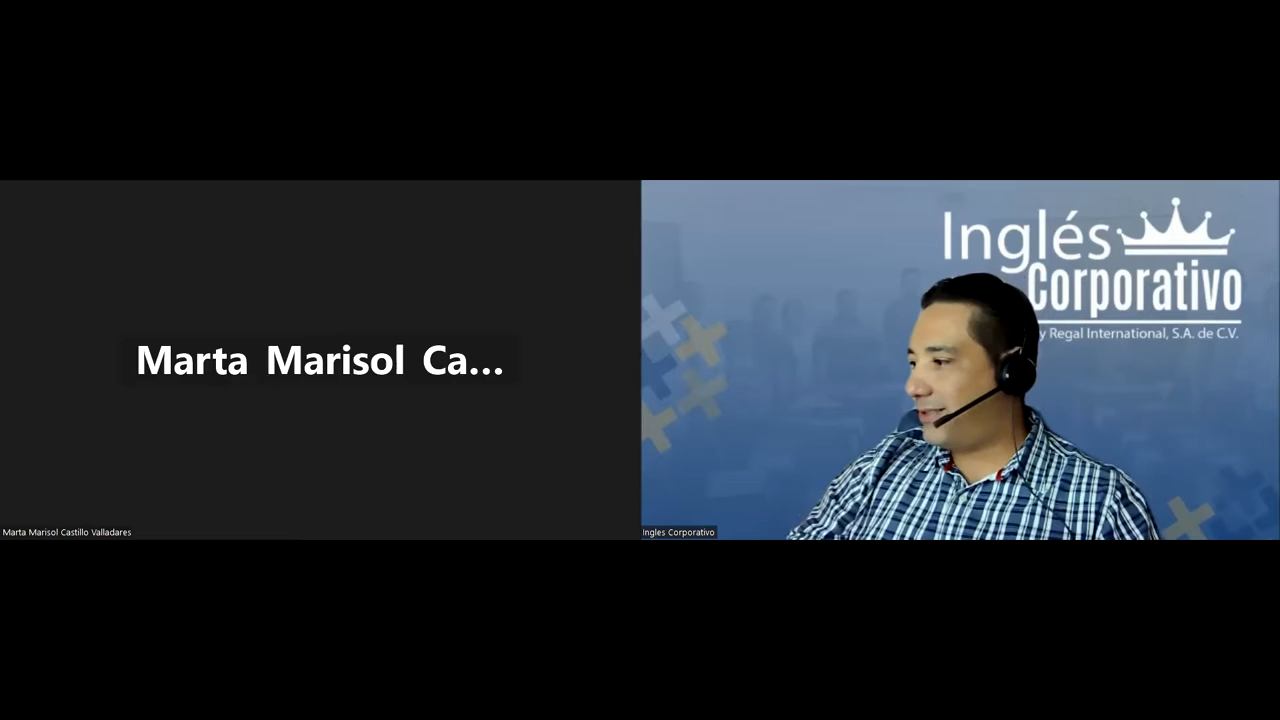 Marta Marisol Ca...
Marta Marisol Castillo Valladares
Inglés
Corporativo
y Regal International, S.A. de C.V.
Ingles Corporativo